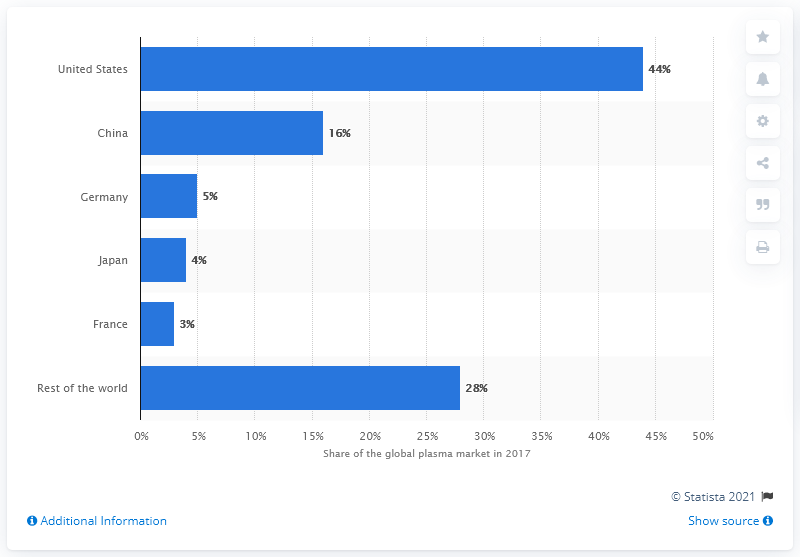 United States 44%
China 16%
Germany 5%
Japan 4%
France 3%
Rest of the world 28%
0% 5% 10% 15% 20% 25% 30% 35% 40% 45% 50%
Share of the global plasma market in 2017
© Statista 2021
Additional Information Show source